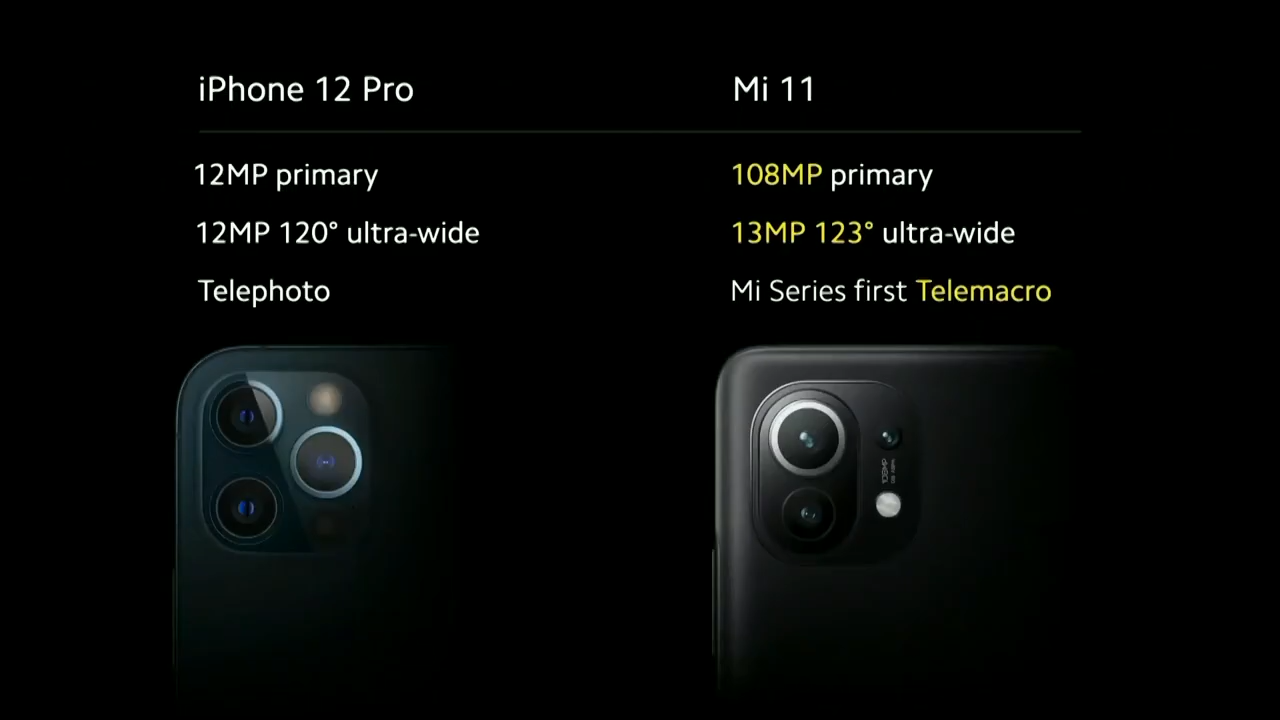 iPhone 12 Pro
Mi 11
12MP primary
108MP primary
12MP 120° ultra-wide
13MP 123° ultra-wide
Telephoto
Mi Series first Telemacro
108MP